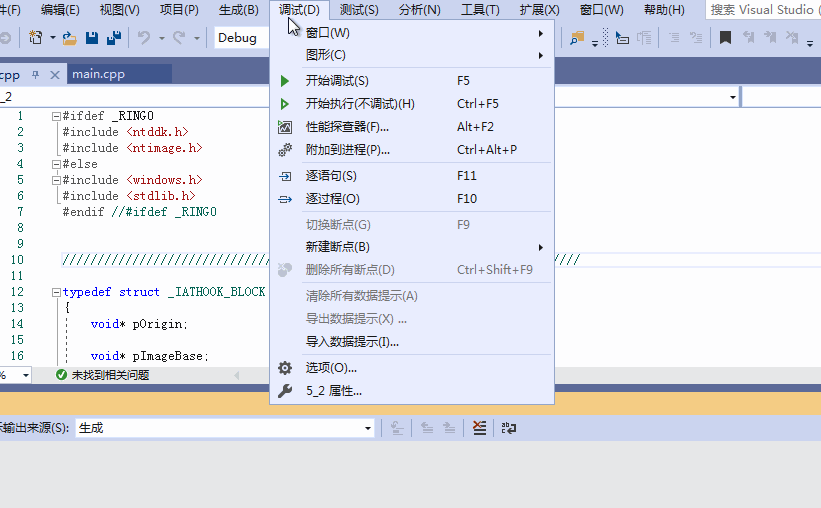 件(F) 编辑(E) 视图(V) 项目(P) 生成(B) 调试(D) 测试(S) 分析(N) 工具(T) 扩展(X) 窗口(W) 帮助(H) 搜索 Visual Studio (
Debug
cpp main.cpp
_2
1 #ifdef _RING0
2 #include <ntddk.h>
3 #include <ntimage.h>
4 #else
5 #include <windows.h>
6 #include <stdlib.h>
7 #endif //#ifdef _RING0
8
9
10
11
12 typedef struct _IATHOOK_BLOCK
13 {
14 void* pOrigin;
15
16 void* pImageBase;
窗口(W)
图形(C)
开始调试(S) F5
开始执行(不调试)(H) Ctrl+F5
性能探查器(F)... Alt+F2
附加到进程(P)... Ctrl+Alt+P
逐语句(S) F11
逐过程(O) F10
切换断点(G) F9
新建断点(B)
删除所有断点(D) Ctrl+Shift+F9
清除所有数据提示(A)
导出数据提示(X) ...
导入数据提示(I)...
选项(O)...
5_2 属性...
% 未找到相关问题
输出来源(S): 生成